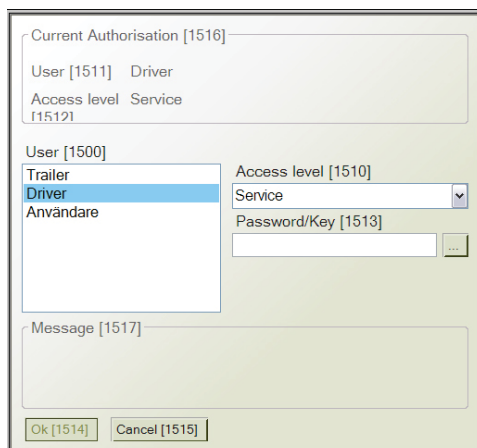 Current Authorisation [1516]
User [1511] Driver
Access level Service
[1512]
User [1500]
Trailer
Driver
Användare
Access level [1510]
Service
Password/Key [1513]
...
Message [1517]
Ok [1514] Cancel [1515]